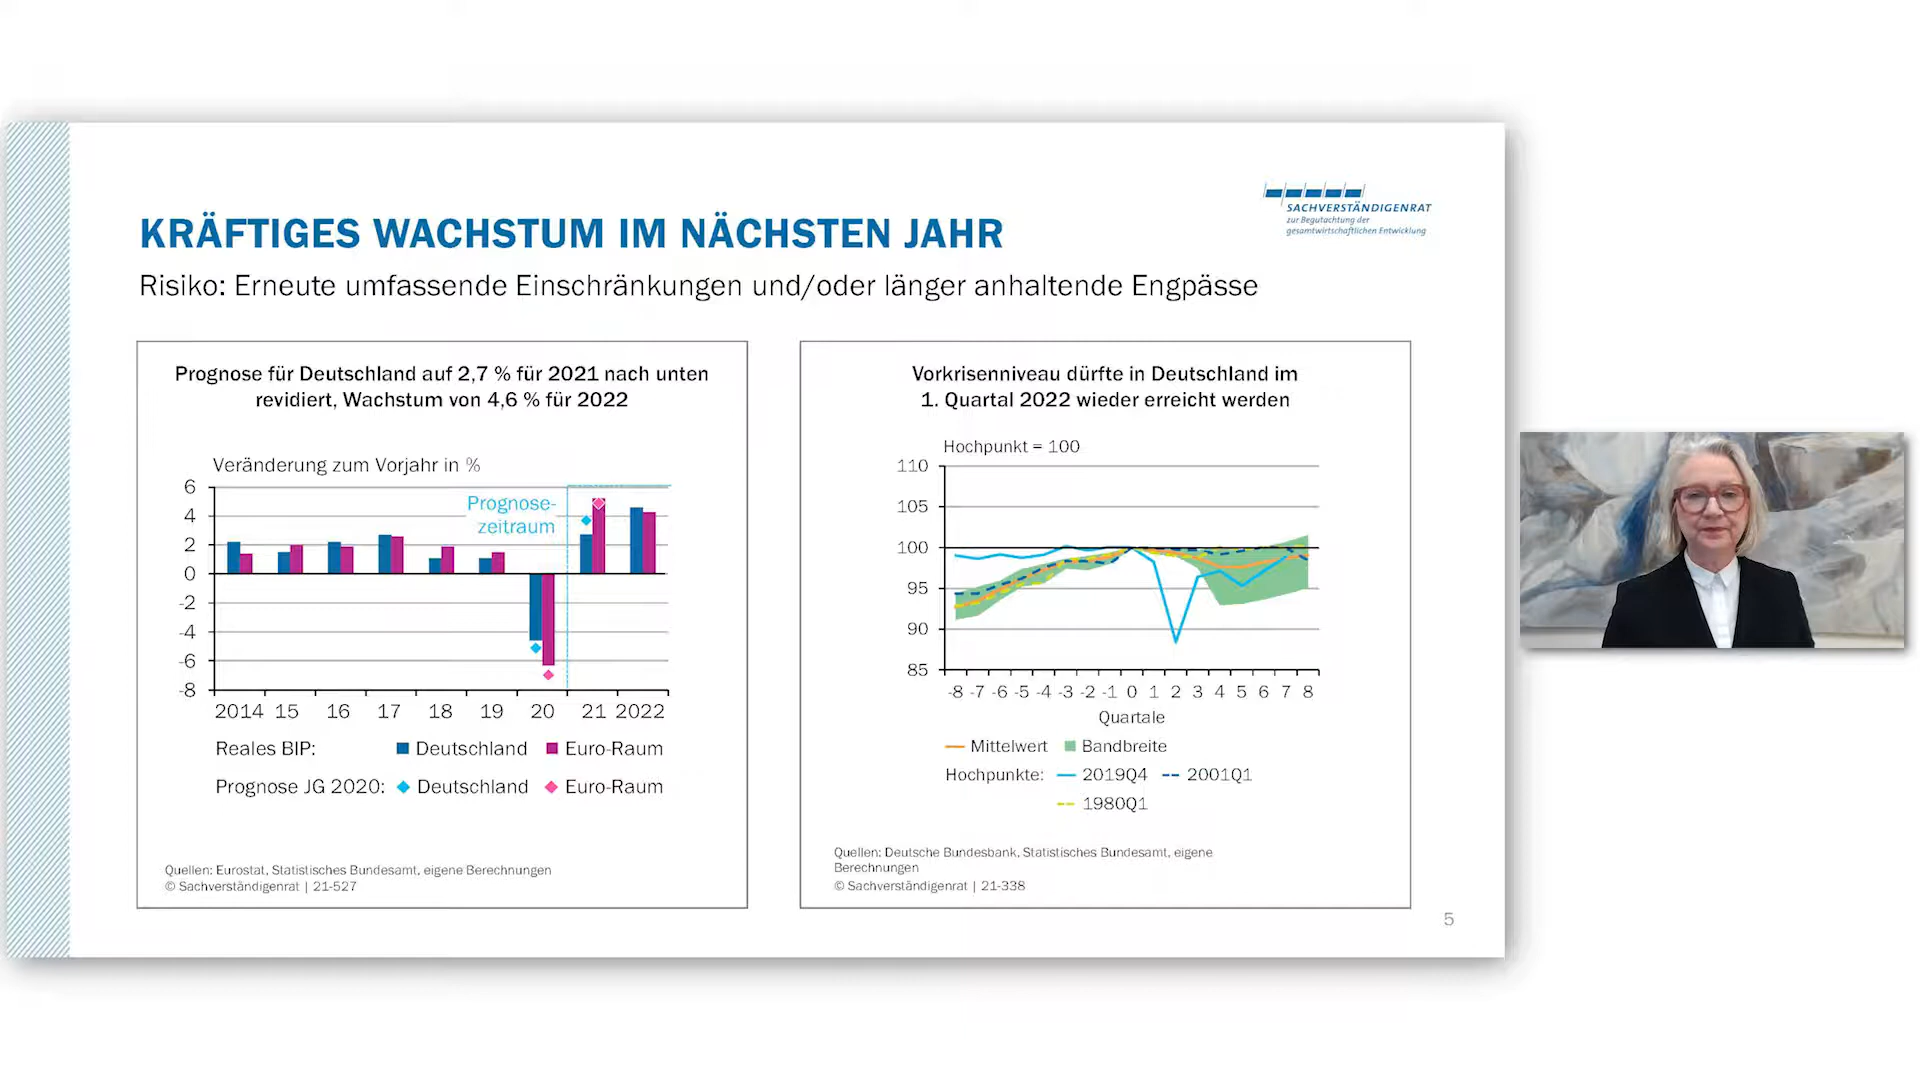 SACHVERSTÄNDIGENRAT
zur Begutachtung der
gesamtwirtschaftlichen Entwicklung
KRÄFTIGES WACHSTUM IM NÄCHSTEN JAHR
Risiko: Erneute umfassende Einschränkungen und/oder länger anhaltende Engpässe
Prognose für Deutschland auf 2,7 % für 2021 nach unten
revidiert, Wachstum von 4,6 % für 2022
Veränderung zum Vorjahr in %
6
4
2
0
-2
-4
-6
-8
Prognose-
zeitraum
2014 15 16 17 18 19 20 21 2022
Reales BIP: Deutschland Euro-Raum
Prognose JG 2020: Deutschland Euro-Raum
Quellen: Eurostat, Statistisches Bundesamt, eigene Berechnungen
© Sachverständigenrat | 21-527
Vorkrisenniveau dürfte in Deutschland im
1. Quartal 2022 wieder erreicht werden
Hochpunkt = 100
110
105
100
95
90
85
-8 -7 -6 -5 -4 -3 -2 -1 0 1 2 3 4 5 6 7 8
Quartale
Mittelwert Bandbreite
Hochpunkte: 2019Q4 2001Q1
1980Q1
Quellen: Deutsche Bundesbank, Statistisches Bundesamt, eigene
Berechnungen
© Sachverständigenrat | 21-338
5